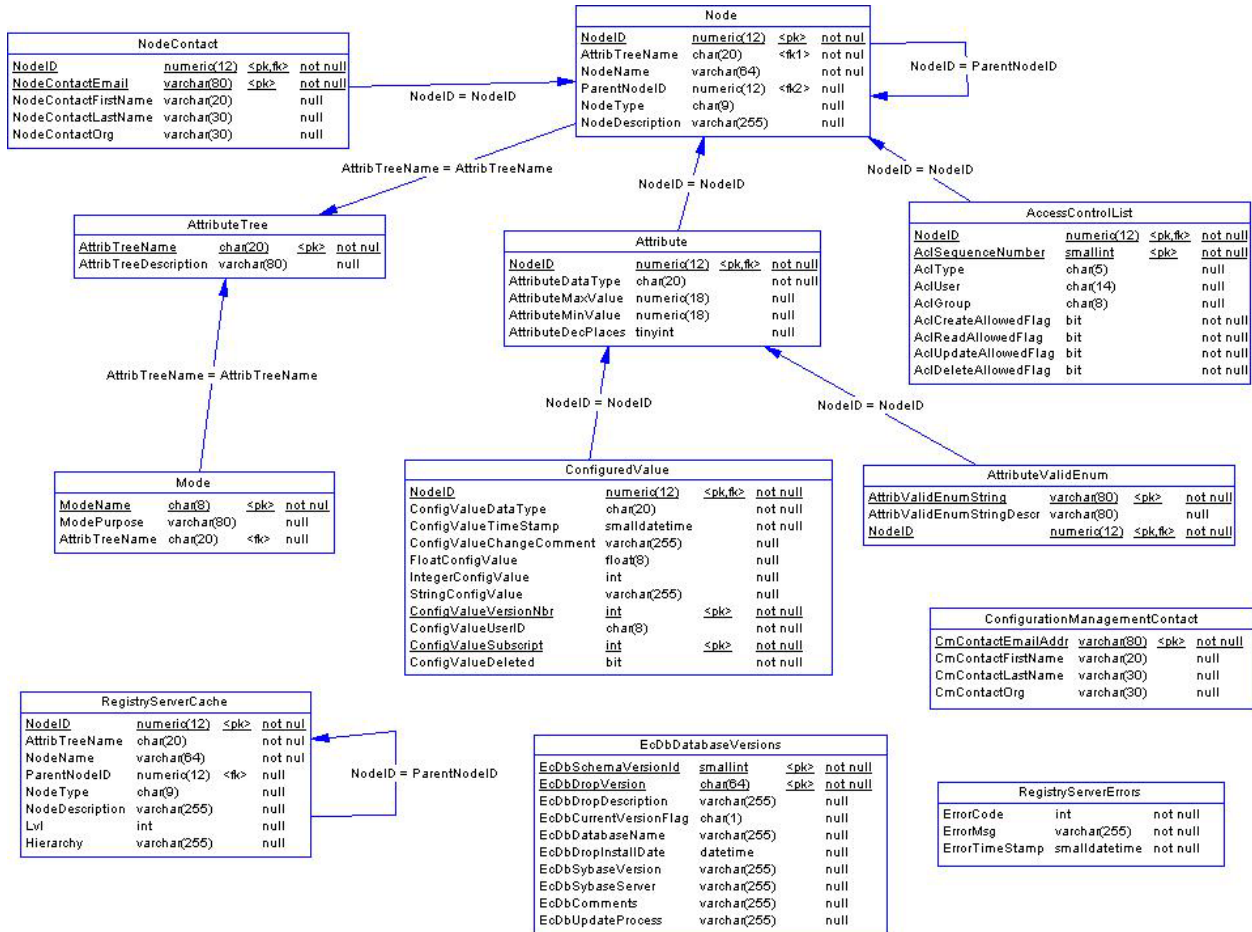 Node
NodeID numeric(12) <pk> not nul
AttribTreeName char(20) <fk1> not nul
NodeName varchar(64) not nul
ParentNodeID numeric(12) <fk2> null
NodeType char(9) null
NodeDescription varchar(255) null
NodeID = ParentNodeID
NodeContact
NodeID numeric(12) <pk,fk> not null
NodeContactEmail varchar(80) <pk> not null
NodeContactFirstName varchar(20) null
NodeContactLastName varchar(30) null
NodeContactOrg varchar(30) null
NodeID = NodeID
AttribTreeName = AttribTreeName
NodeID = NodeID
NodeID = NodeID
AttributeTree
AttribTreeName char(20) <pk> not nul
AttribTreeDescription varchar(80) null
Attribute
NodeID numeric(12) <pk,fk> not null
AttributeDataType char(20) not null
AttributeMaxValue numeric(18) null
AttributeMinValue numeric(18) null
AttributeDecPlaces tinyint null
AccessControlList
NodeID numeric(12) <pk,fk> not null
AclSequenceNumber smallint <pk> not null
AclType char(5) null
AclUser char(14) null
AclGroup char(8) null
AclCreateAllowedFlag bit not null
AclReadAllowedFlag bit not null
AclUpdateAllowedFlag bit not null
AclDeleteAllowedFlag bit not null
AttribTreeName = AttribTreeName
NodeID = NodeID
NodeID = NodeID
Mode
ModeName char(8) <pk> not nul
ModePurpose varchar(80) null
AttribTreeName char(20) <fk> null
ConfiguredValue
NodeID numeric(12) <pk,fk> not null
ConfigValueDataType char(20) not null
ConfigValueTimeStamp smalldatetime not null
ConfigValueChangeComment varchar(255) null
FloatConfigValue float(8) null
IntegerConfigValue int null
StringConfigValue varchar(255) null
ConfigValueVersionNbr int <pk> not null
ConfigValueUserID char(8) not null
ConfigValueSubscript int <pk> not null
ConfigValueDeleted bit not null
AttributeValidEnum
AttribValidEnumString varchar(80) <pk> not null
AttribValidEnumStringDescr varchar(80) null
NodeID numeric(12) <pk,fk> not null
ConfigurationManagementContact
CmContactEmailAddr varchar(80) <pk> not null
CmContactFirstName varchar(20) null
CmContactLastName varchar(30) null
CmContactOrg varchar(30) null
RegistryServerCache
NodeID numeric(12) <pk> not nul
AttribTreeName char(20) not nul
NodeName varchar(64) not nul
ParentNodeID numeric(12) <fk> null
NodeType char(9) null
NodeDescription varchar(255) null
Lvl int null
Hierarchy varchar(255) null
NodeID = ParentNodeID
EcDbDatabaseVersions
EcDbSchemaVersionId smallint <pk> not null
EcDbDropVersion char(64) <pk> not null
EcDbDropDescription varchar(255) null
EcDbCurrentVersionFlag char(1) null
EcDbDatabaseName varchar(255) null
EcDbDropInstallDate datetime null
EcDbSybaseVersion varchar(255) null
EcDbSybaseServer varchar(255) null
EcDbComments varchar(255) null
EcDbUpdateProcess varchar(255) null
RegistryServerErrors
ErrorCode int not null
ErrorMsg varchar(255) not null
ErrorTimeStamp smalldatetime not null